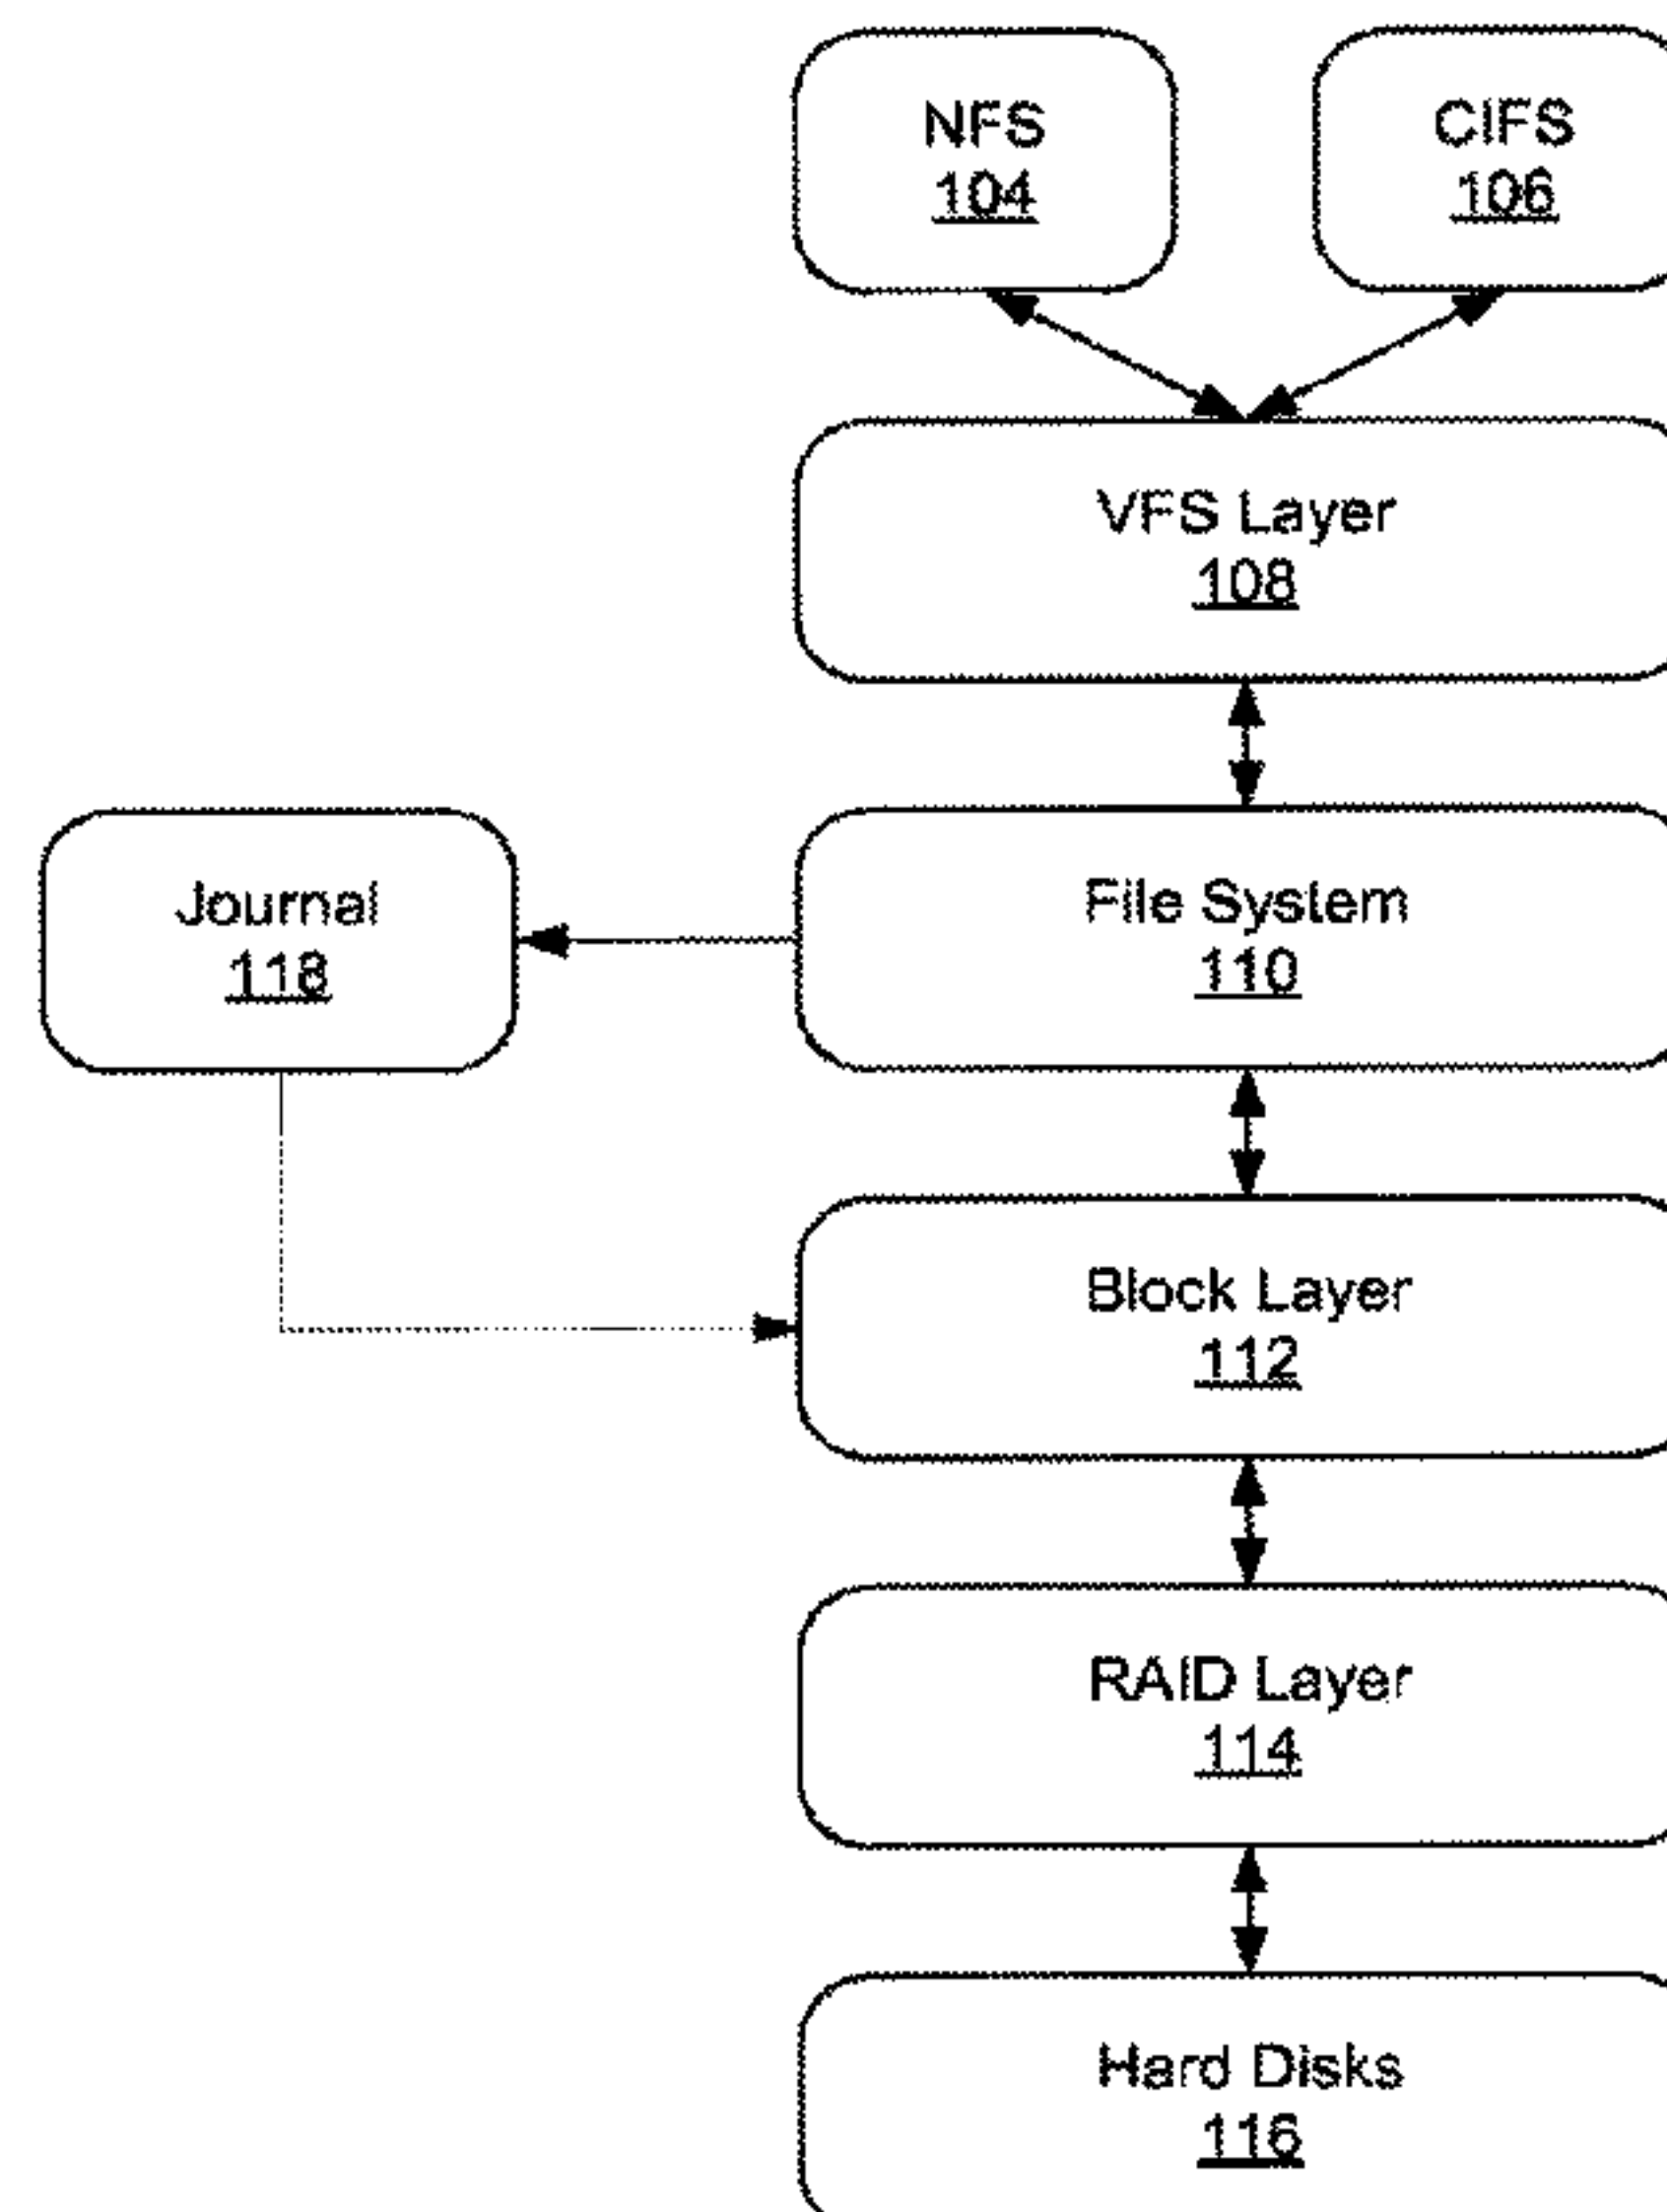 NFS
104
CIFS
106
VFS Layer
108
Journal
118
File System
110
Block Layer
112
RAID Layer
114
Hard Disks
116